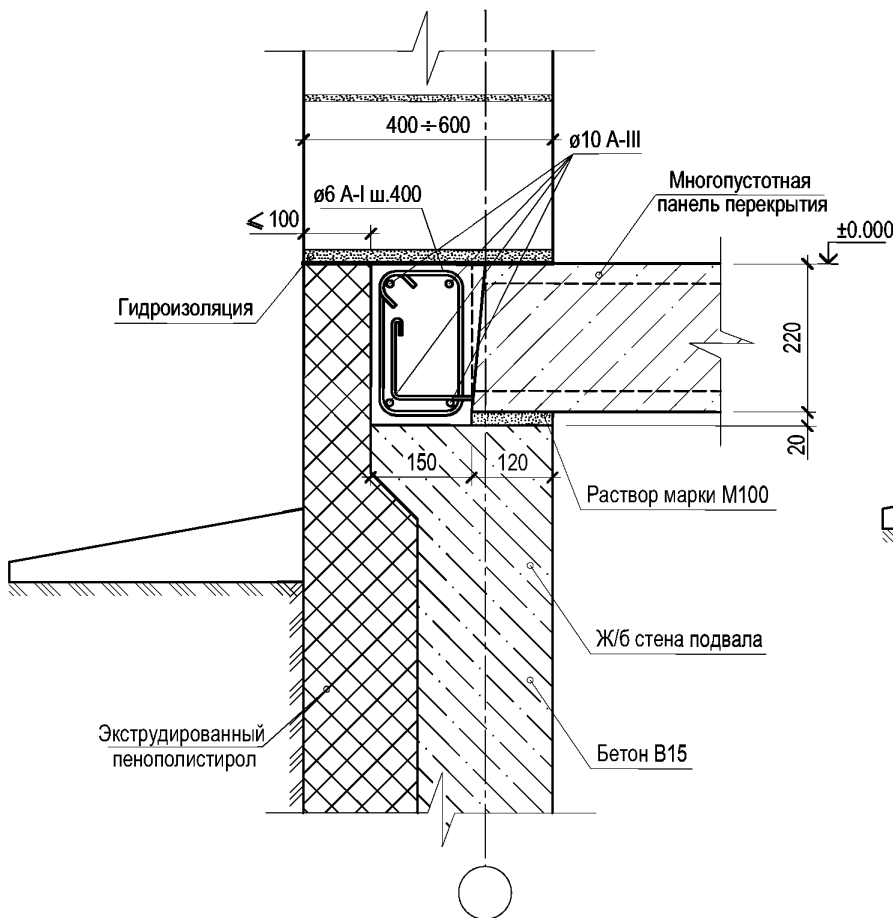 400÷600
ø10 A-III
ø6 A-I ш.400
⩽ 100
Многопустотная
панель перекрытия
±0.000
Гидроизоляция
220
20
150
120
Раствор марки М100
Ж/б стена подвала
Экструдированный
пенополистирол
Бетон В15